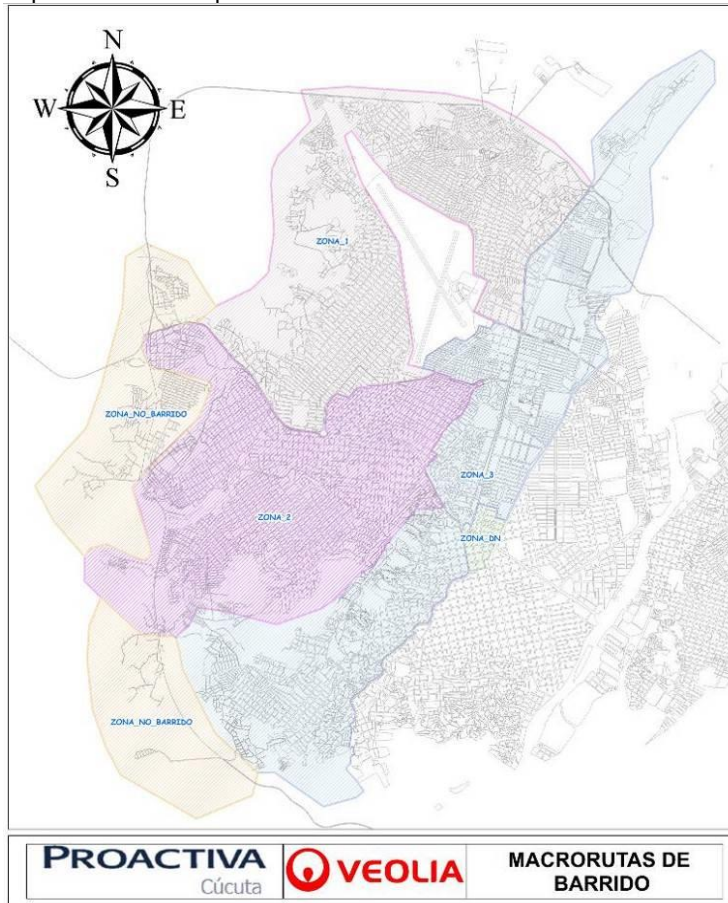 N
W E
S
ZONA_1
ZONA_NO_BARRIDO
ZONA_3
ZONA_2
ZONA_DN
ZONA_NO_BARRIDO
PROACTIVA
Cúcuta
VEOLIA
MACRORUTAS DE
BARRIDO